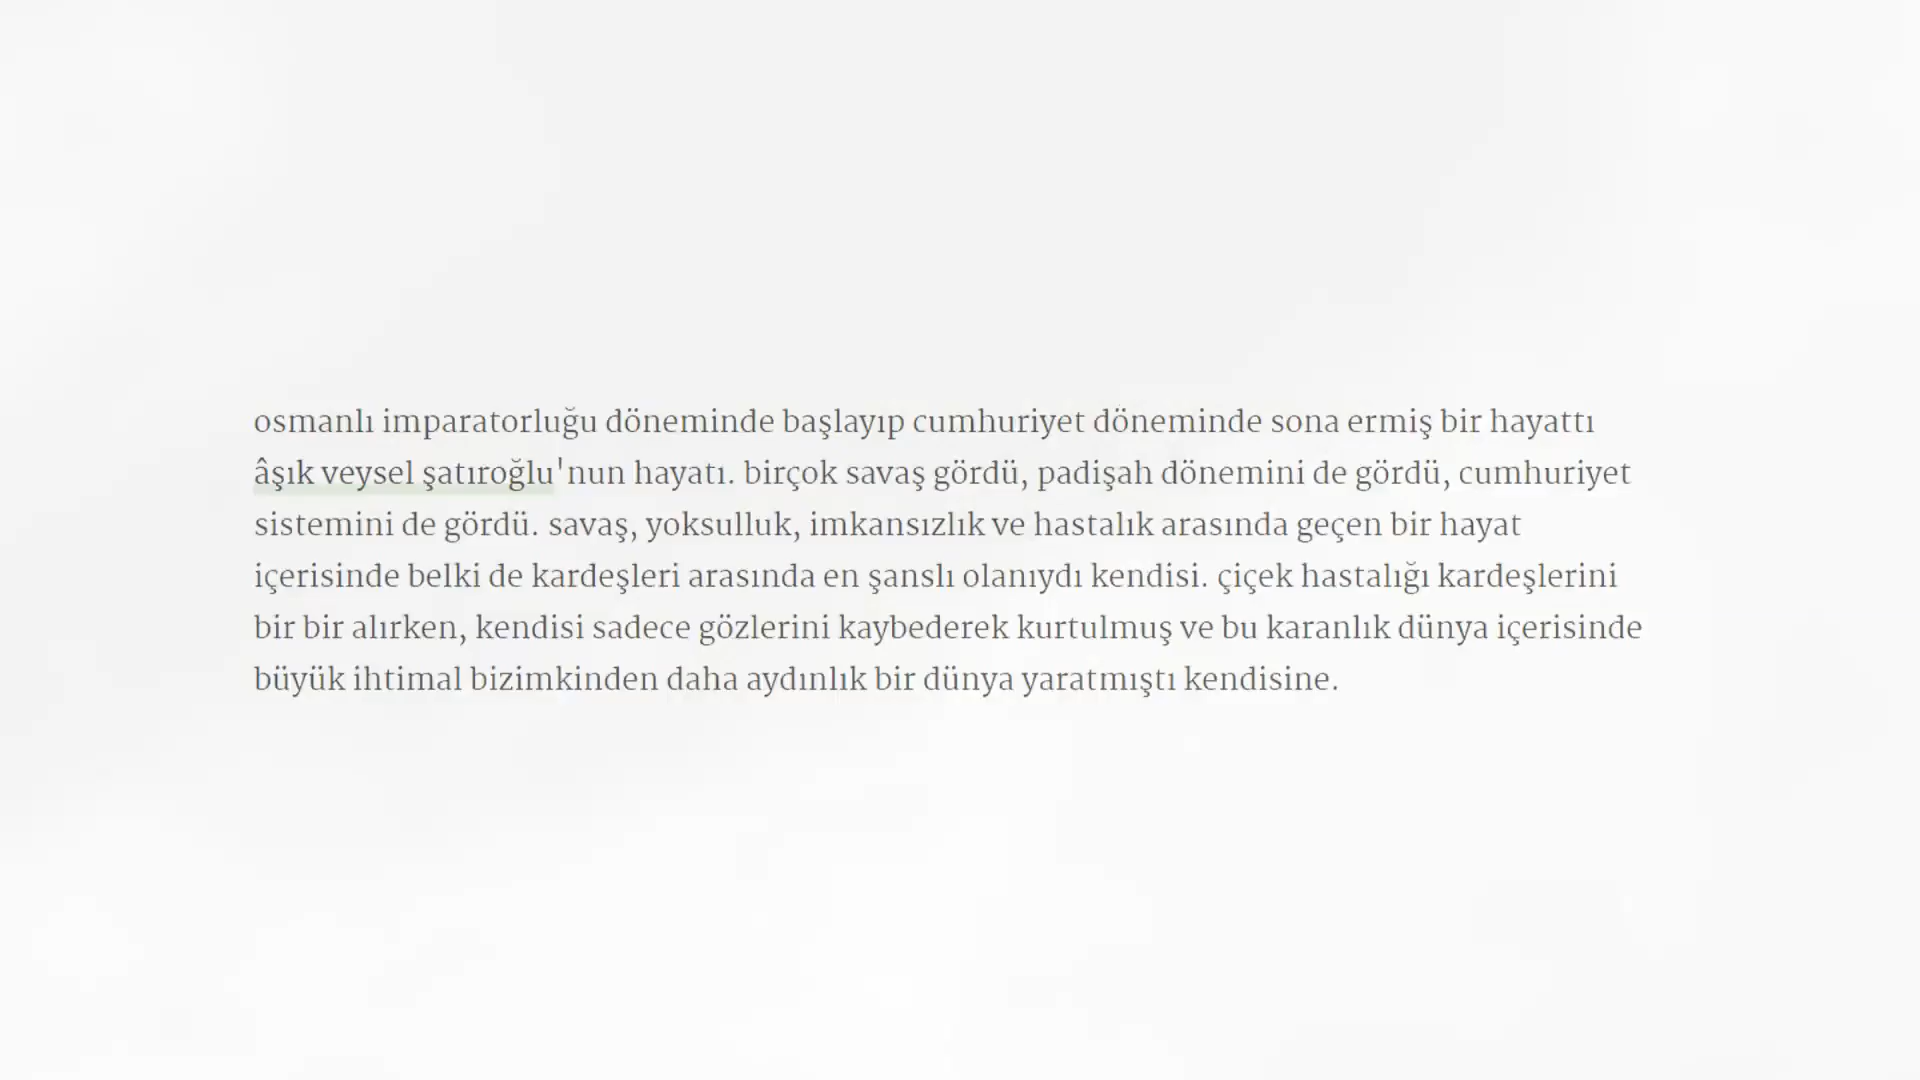 osmanlı imparatorluğu döneminde başlayıp cumhuriyet döneminde sona ermiş bir hayattı
âşık veysel şatıroğlu'nun hayatı. birçok savaş gördü, padişah dönemini de gördü, cumhuriyet
sistemini de gördü. savaş, yoksulluk, imkansızlık ve hastalık arasında geçen bir hayat
içerisinde belki de kardeşleri arasında en şanslı olanıydı kendisi. çiçek hastalığı kardeşlerini
bir bir alırken, kendisi sadece gözlerini kaybederek kurtulmuş ve bu karanlık dünya içerisinde
büyük ihtimal bizimkinden daha aydınlık bir dünya yaratmıştı kendisine.